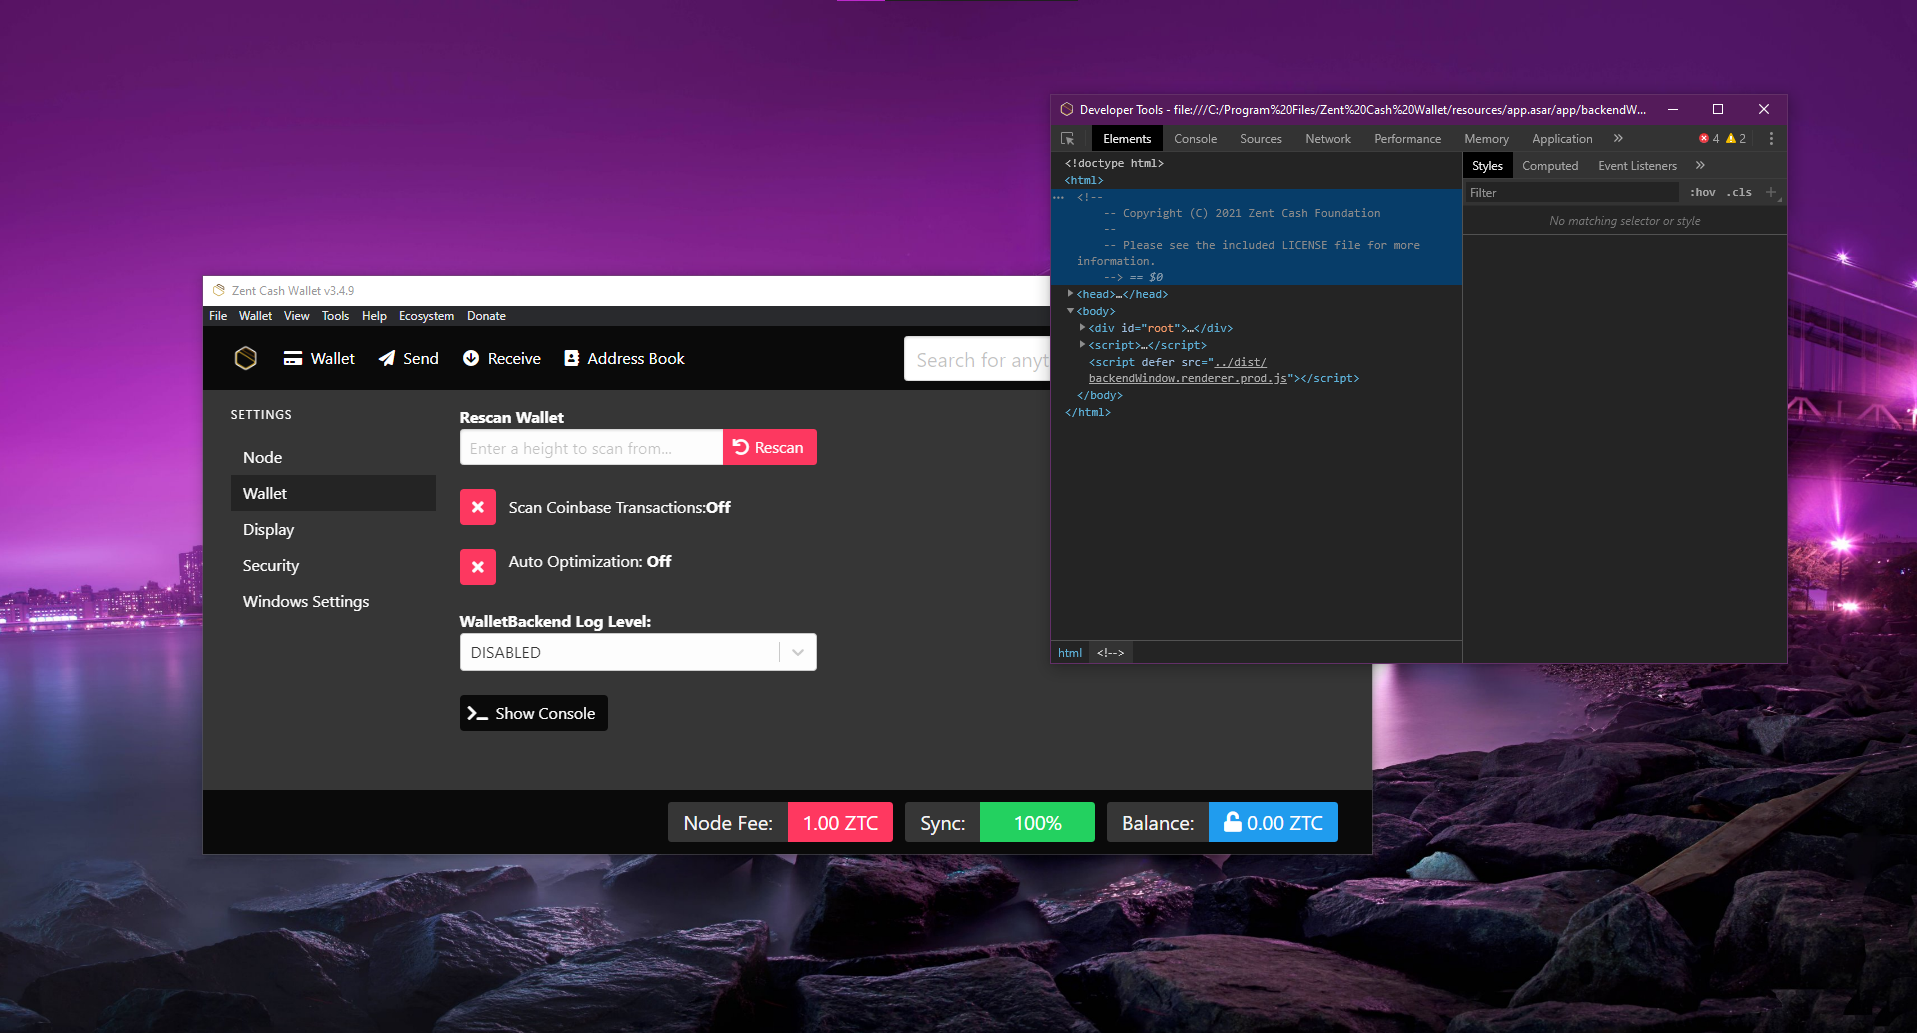 Developer Tools - file:///C:/Program%20Files/Zent%20Cash%20Wallet/resources/app.asar/app/backendW...
Elements Console Sources Network Performance Memory Application » 4 2
<!doctype html>
<html>
... <!--
-- Copyright (C) 2021 Zent Cash Foundation
--
-- Please see the included LICENSE file for more
information.
--> == $0
<head>…</head>
<body>
<div id="root">…</div>
<script>…</script>
<script defer src="../dist/
backendWindow.renderer.prod.js"></script>
</body>
</html>
html <!-->
Styles Computed Event Listeners »
Filter :hov .cls +
No matching selector or style
Zent Cash Wallet v3.4.9
File Wallet View Tools Help Ecosystem Donate
Wallet Send Receive Address Book Search for anyt
SETTINGS
Node
Wallet
Display
Security
Windows Settings
Rescan Wallet
Enter a height to scan from... Rescan
Scan Coinbase Transactions:Off
Auto Optimization: Off
WalletBackend Log Level:
DISABLED
Show Console
Node Fee: 1.00 ZTC Sync: 100% Balance: 0.00 ZTC